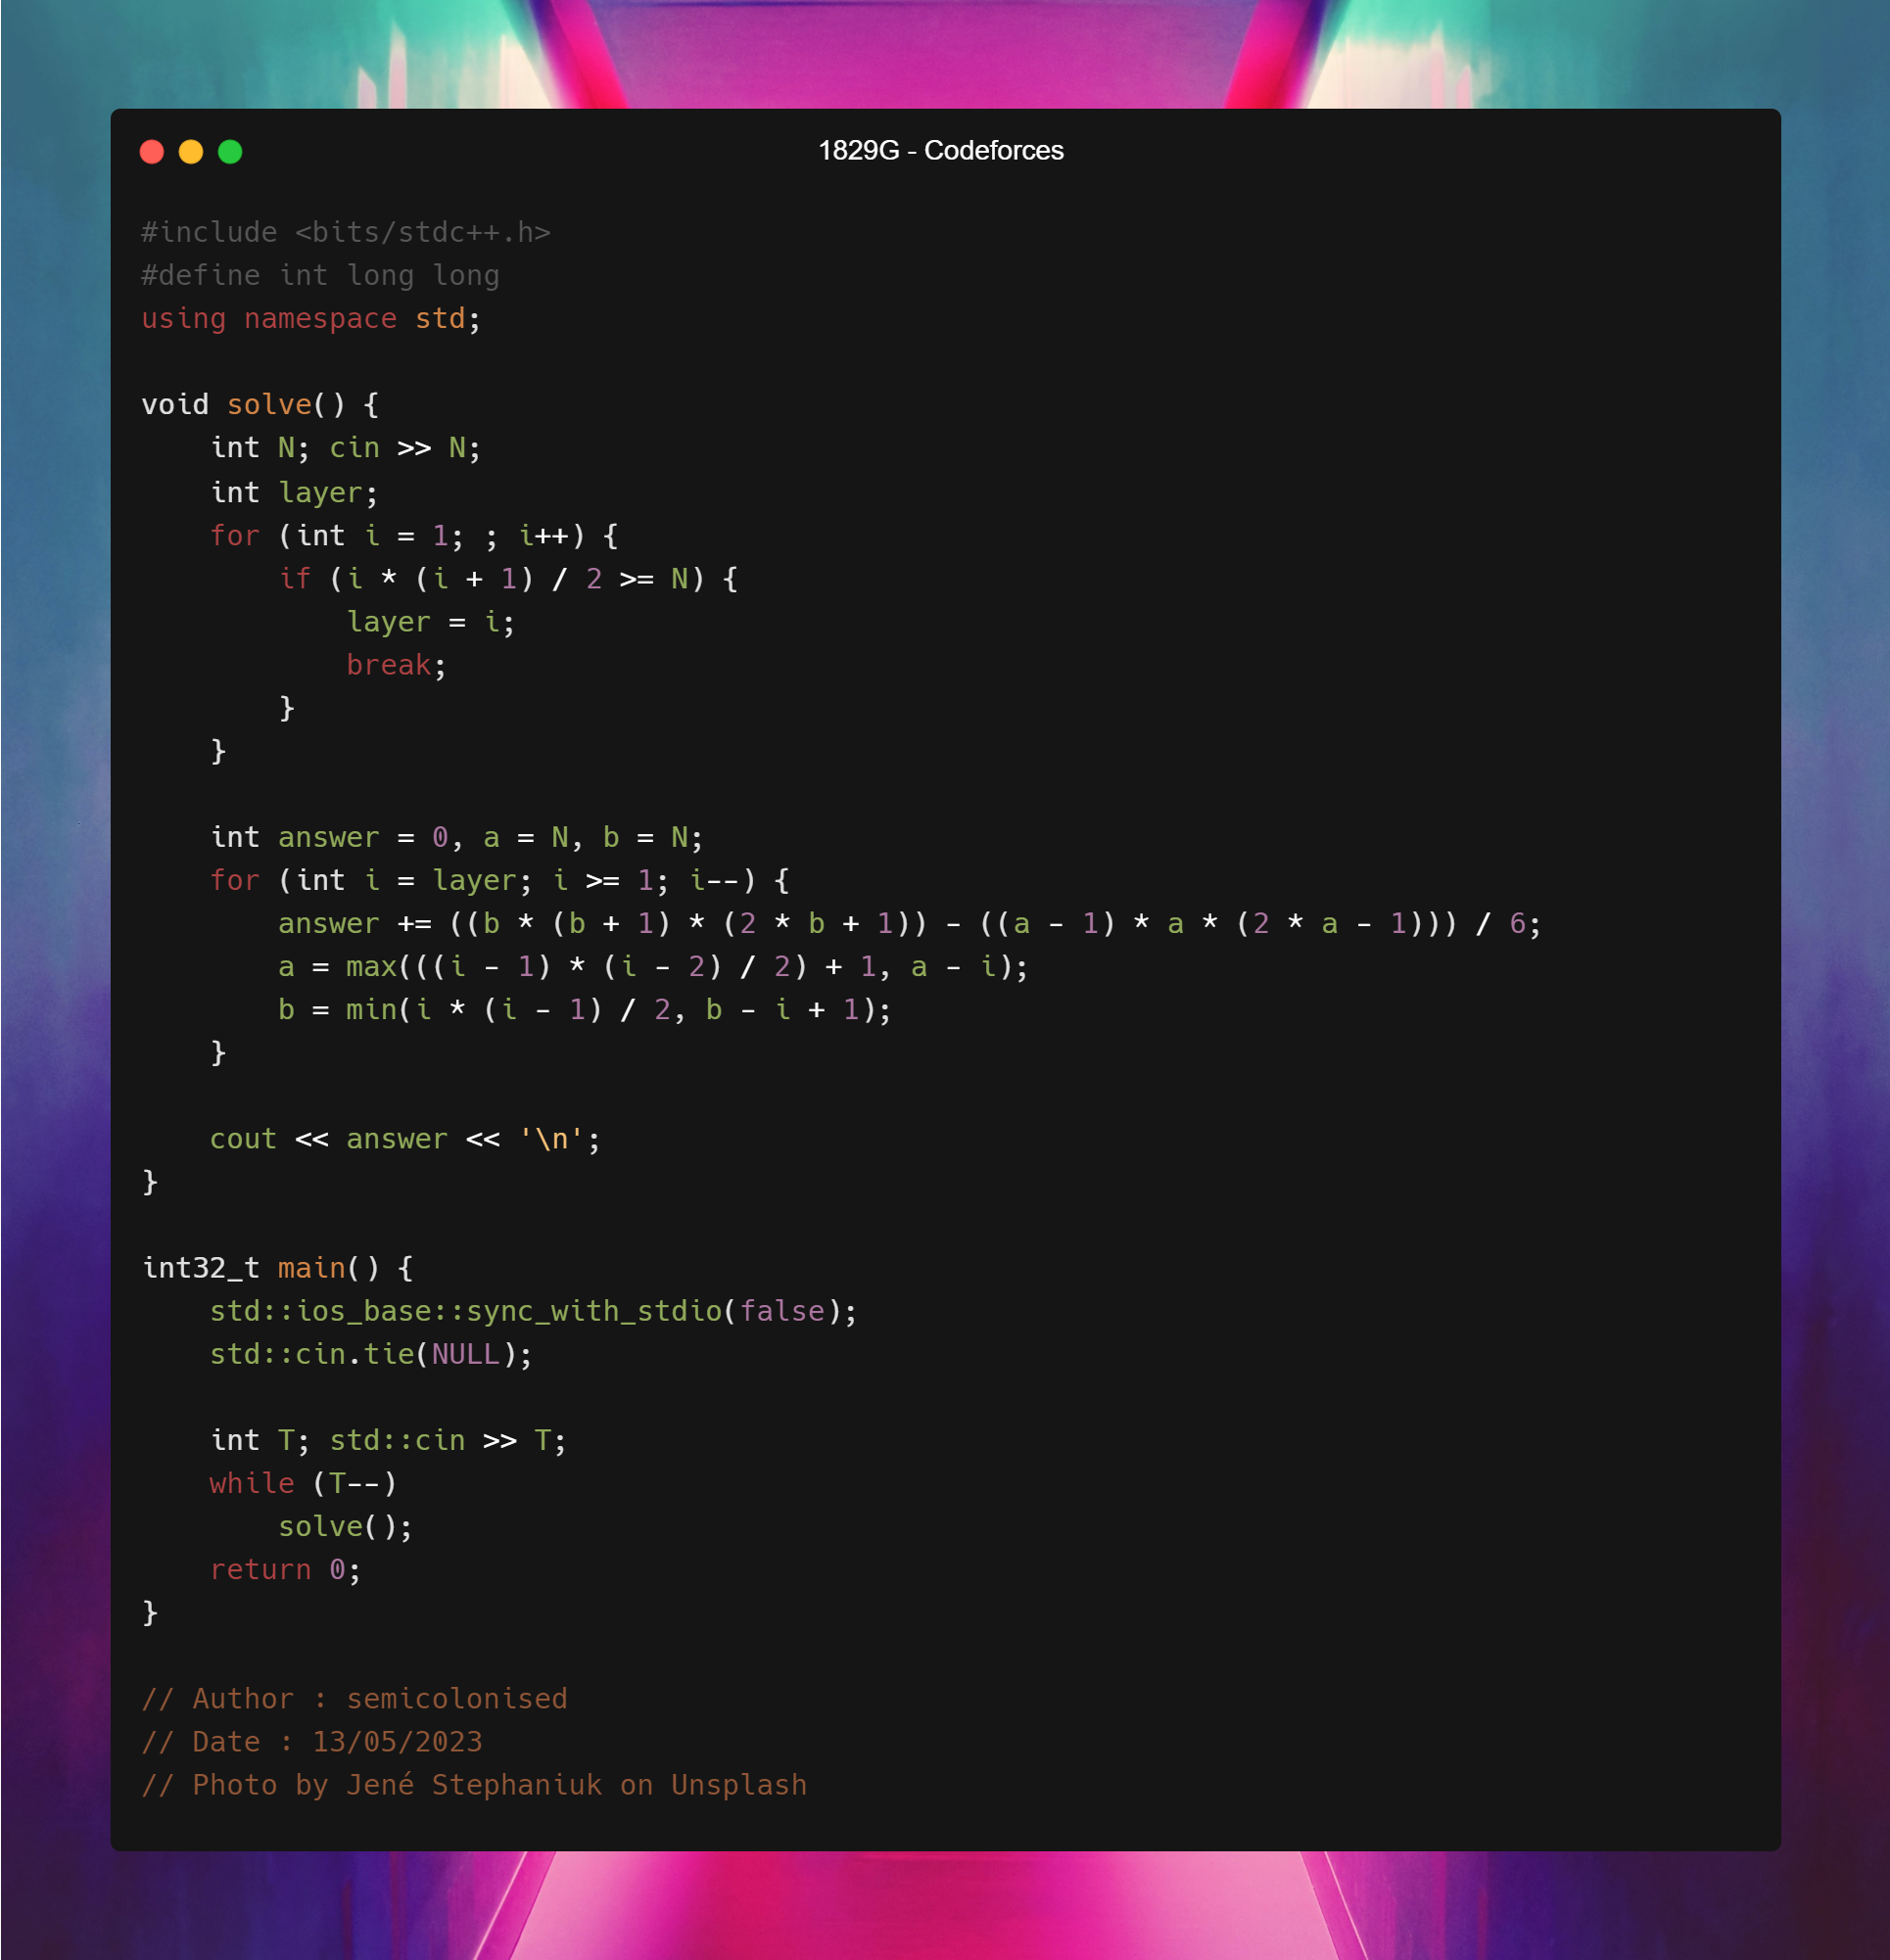 1829G - Codeforces
#include <bits/stdc++.h>
#define int long long
using namespace std;
void solve() {
    int N; cin >> N;
    int layer;
    for (int i = 1; ; i++) {
        if (i * (i + 1) / 2 >= N) {
            layer = i;
            break;
        }
    }
    int answer = 0, a = N, b = N;
    for (int i = layer; i >= 1; i--) {
        answer += ((b * (b + 1) * (2 * b + 1)) - ((a - 1) * a * (2 * a - 1))) / 6;
        a = max(((i - 1) * (i - 2) / 2) + 1, a - i);
        b = min(i * (i - 1) / 2, b - i + 1);
    }
    cout << answer << '\n';
}
int32_t main() {
    std::ios_base::sync_with_stdio(false);
    std::cin.tie(NULL);
    int T; std::cin >> T;
    while (T--)
        solve();
    return 0;
}
// Author : semicolonised
// Date : 13/05/2023
// Photo by Jené Stephaniuk on Unsplash